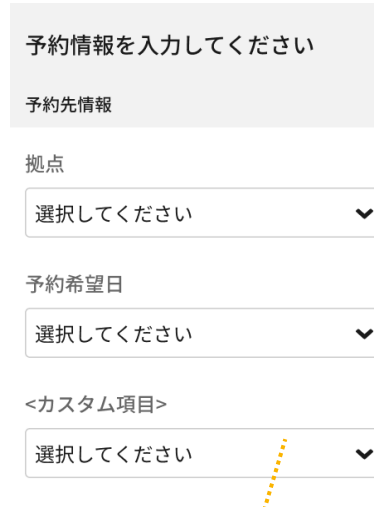 予約情報を入力してください
予約先情報
拠点
選択してください
予約希望日
選択してください
<カスタム項目>
選択してください